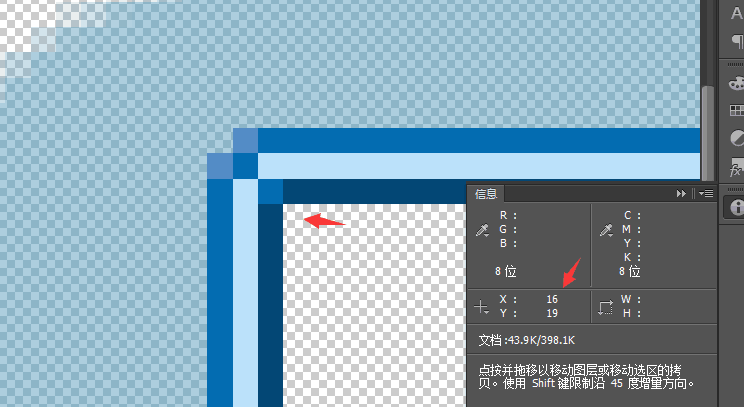 信息
R : C :
G : M :
B : Y :
K :
8 位 8 位
X : 16 W :
Y : 19 H :
文档 :43.9K/398.1K
点按并拖移以移动图层或移动选区的拷
贝。使用 Shift 键限制沿 45 度增量方向。
A
fx